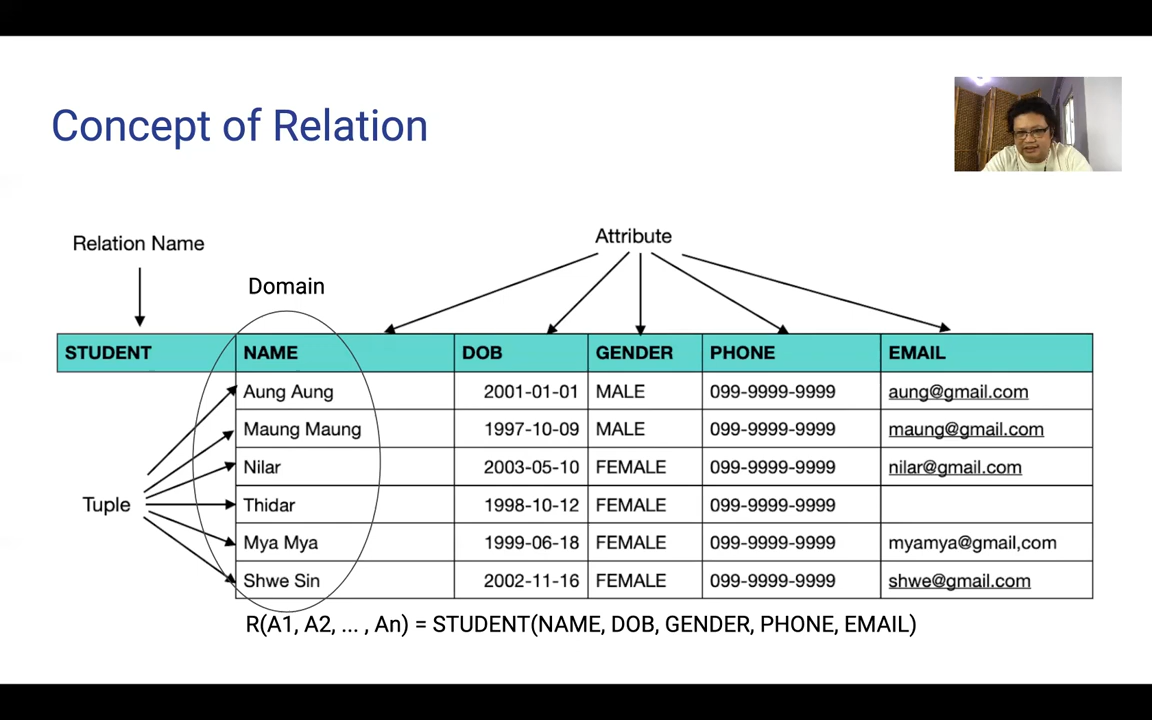 Concept of Relation
Relation Name
Attribute
Domain
STUDENT NAME DOB GENDER PHONE EMAIL
Aung Aung 2001-01-01 MALE 099-9999-9999 aung@gmail.com
Maung Maung 1997-10-09 MALE 099-9999-9999 maung@gmail.com
Nilar 2003-05-10 FEMALE 099-9999-9999 nilar@gmail.com
Tuple Thidar 1998-10-12 FEMALE 099-9999-9999
Mya Mya 1999-06-18 FEMALE 099-9999-9999 myamya@gmail,com
Shwe Sin 2002-11-16 FEMALE 099-9999-9999 shwe@gmail.com
R(A1, A2, ... , An) = STUDENT(NAME, DOB, GENDER, PHONE, EMAIL)